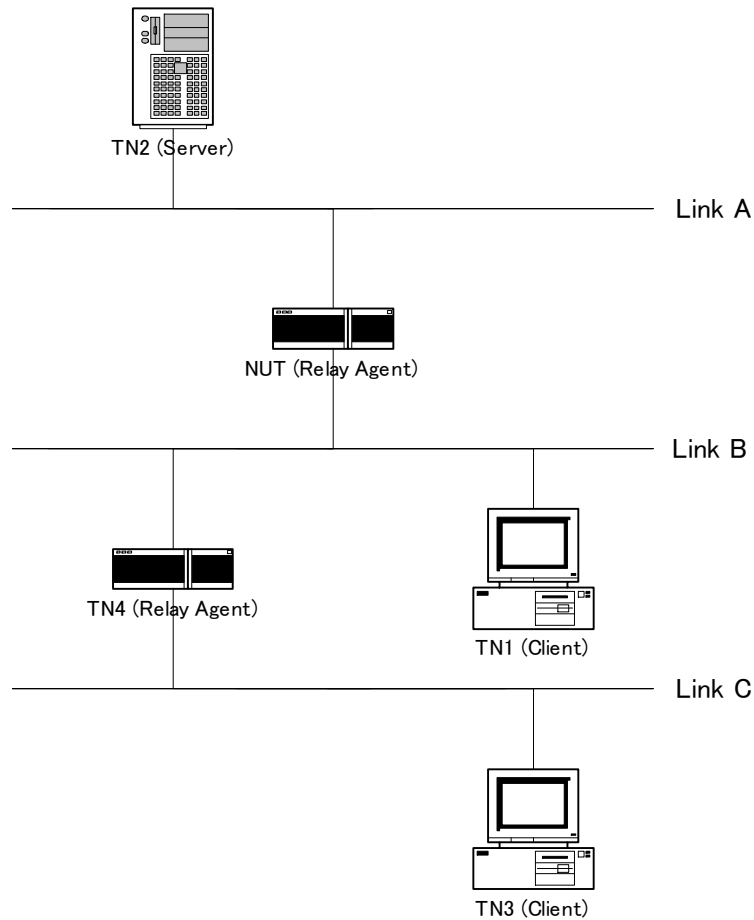 TN2 (Server)
Link A
NUT (Relay Agent)
Link B
TN4 (Relay Agent)
TN1 (Client)
Link C
TN3 (Client)